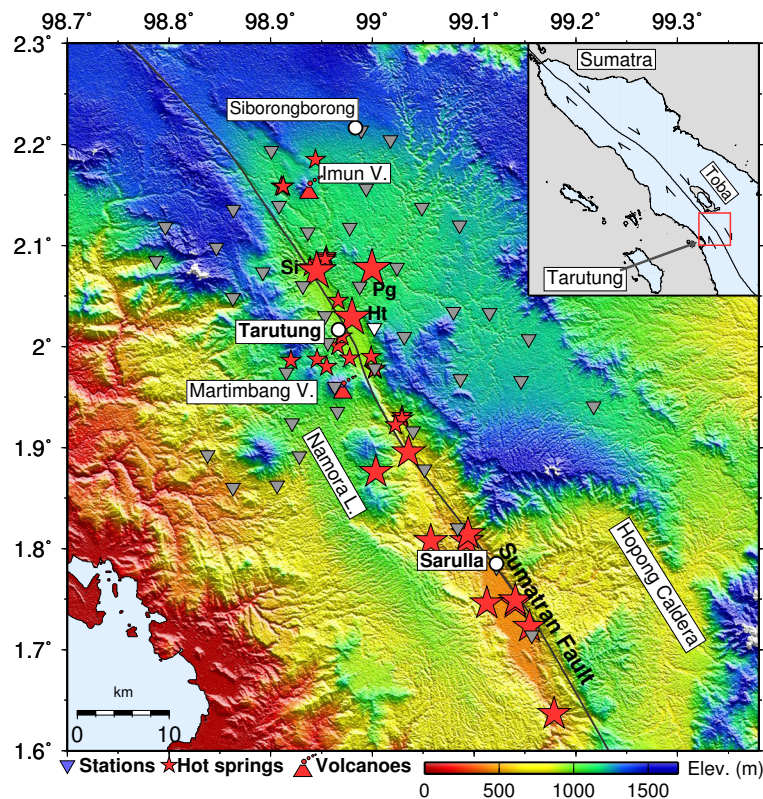 98.7˚ 98.8˚ 98.9˚ 99˚ 99.1˚ 99.2˚ 99.3˚
2.3˚
Sumatra
Siborongborong
2.2˚
Imun V.
Toba
2.1˚
Si
Pg
Tarutung
Ht
Tarutung
2˚
Martimbang V.
1.9˚
Namora L.
1.8˚
Sarulla
Sumatran Fault
Hopong Caldera
1.7˚
km
0 10
1.6˚
Stations Hot springs Volcanoes
Elev. (m)
0 500 1000 1500